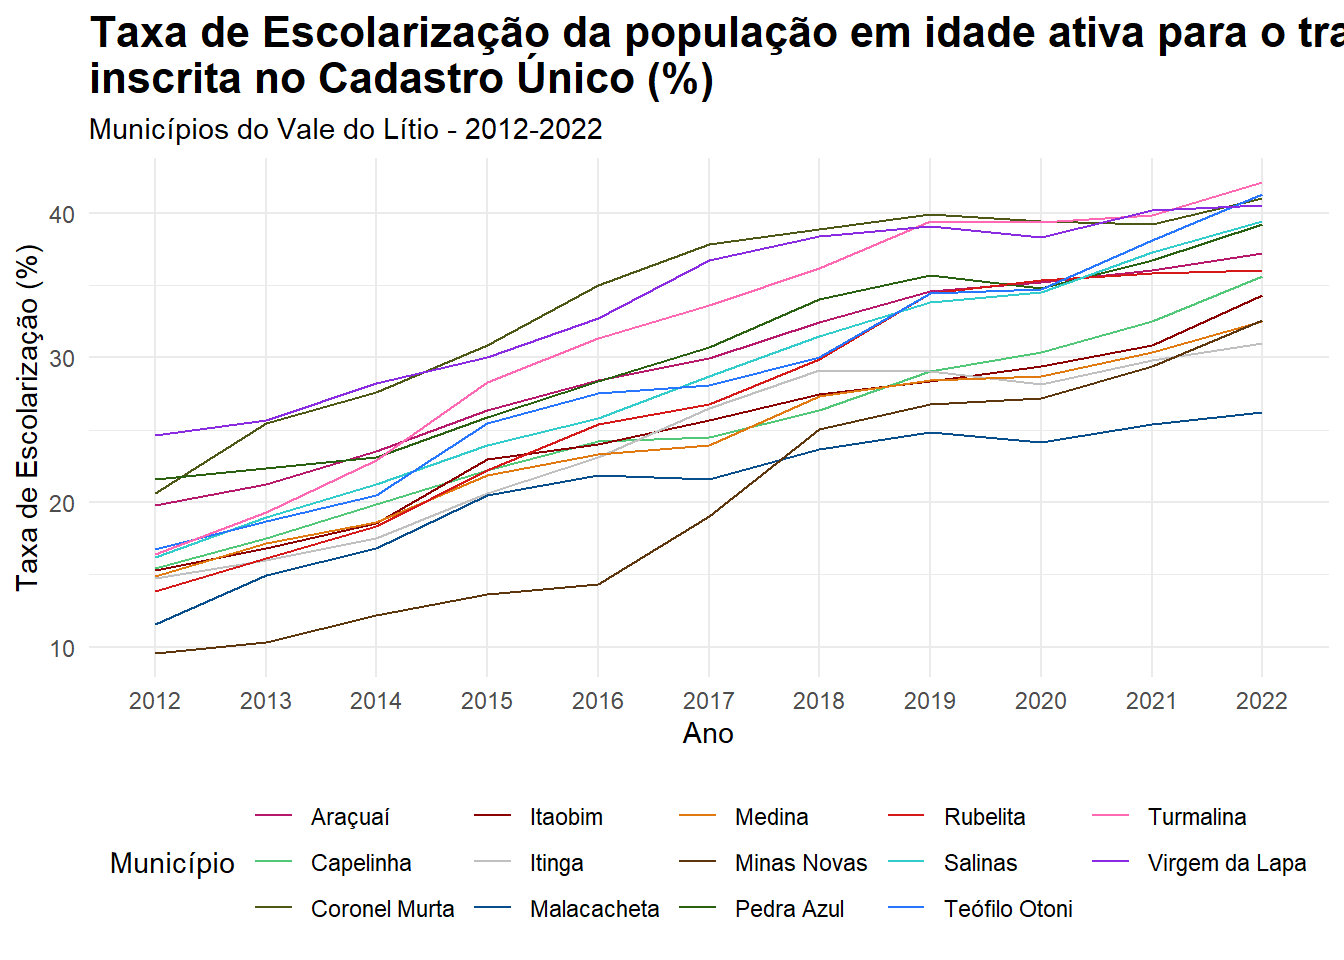 Taxa de Escolarização da população em idade ativa para o tra
inscrita no Cadastro Único (%)
Municípios do Vale do Lítio - 2012-2022
Taxa de Escolarização (%)
40
30
20
10
2012 2013 2014 2015 2016 2017 2018 2019 2020 2021 2022
Ano
Município
Araçuaí Itaobim Medina Rubelita Turmalina
Capelinha Itinga Minas Novas Salinas Virgem da Lapa
Coronel Murta Malacacheta Pedra Azul Teófilo Otoni